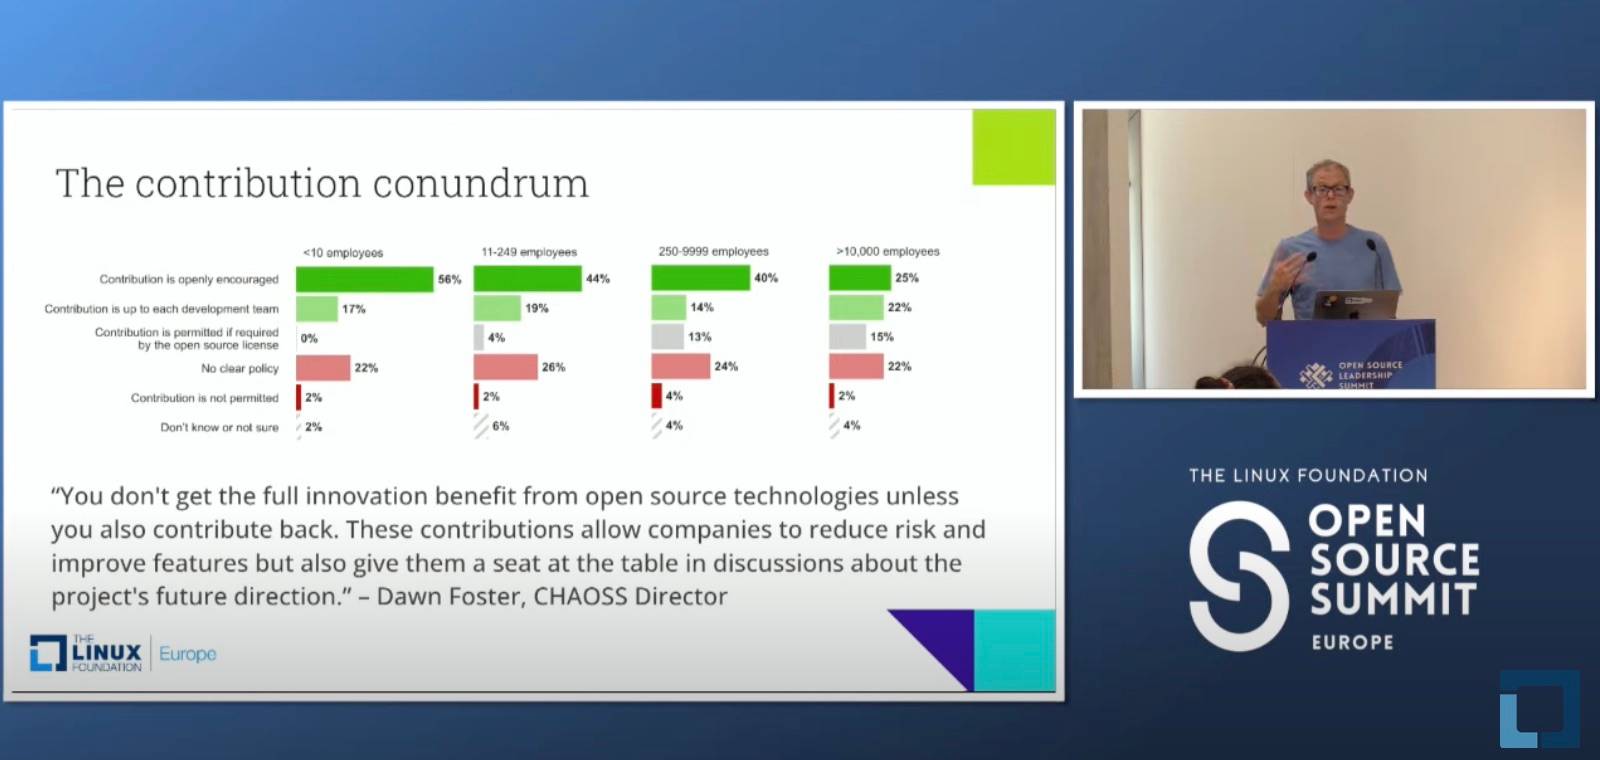 The contribution conundrum
<10 employees 11-249 employees 250-9999 employees >10,000 employees
Contribution is openly encouraged 56% 44% 40% 25%
Contribution is up to each development team 17% 19% 14% 22%
Contribution is permitted if required
by the open source license 0% 4% 13% 15%
No clear policy 22% 26% 24% 22%
Contribution is not permitted 2% 2% 4% 2%
Don't know or not sure 2% 6% 4% 4%
“You don't get the full innovation benefit from open source technologies unless
you also contribute back. These contributions allow companies to reduce risk and
improve features but also give them a seat at the table in discussions about the
project's future direction.” – Dawn Foster, CHAOSS Director
THE
LINUX
FOUNDATION
Europe
OPEN SOURCE
LEADERSHIP
SUMMIT
THE LINUX FOUNDATION
OPEN
SOURCE
SUMMIT
EUROPE